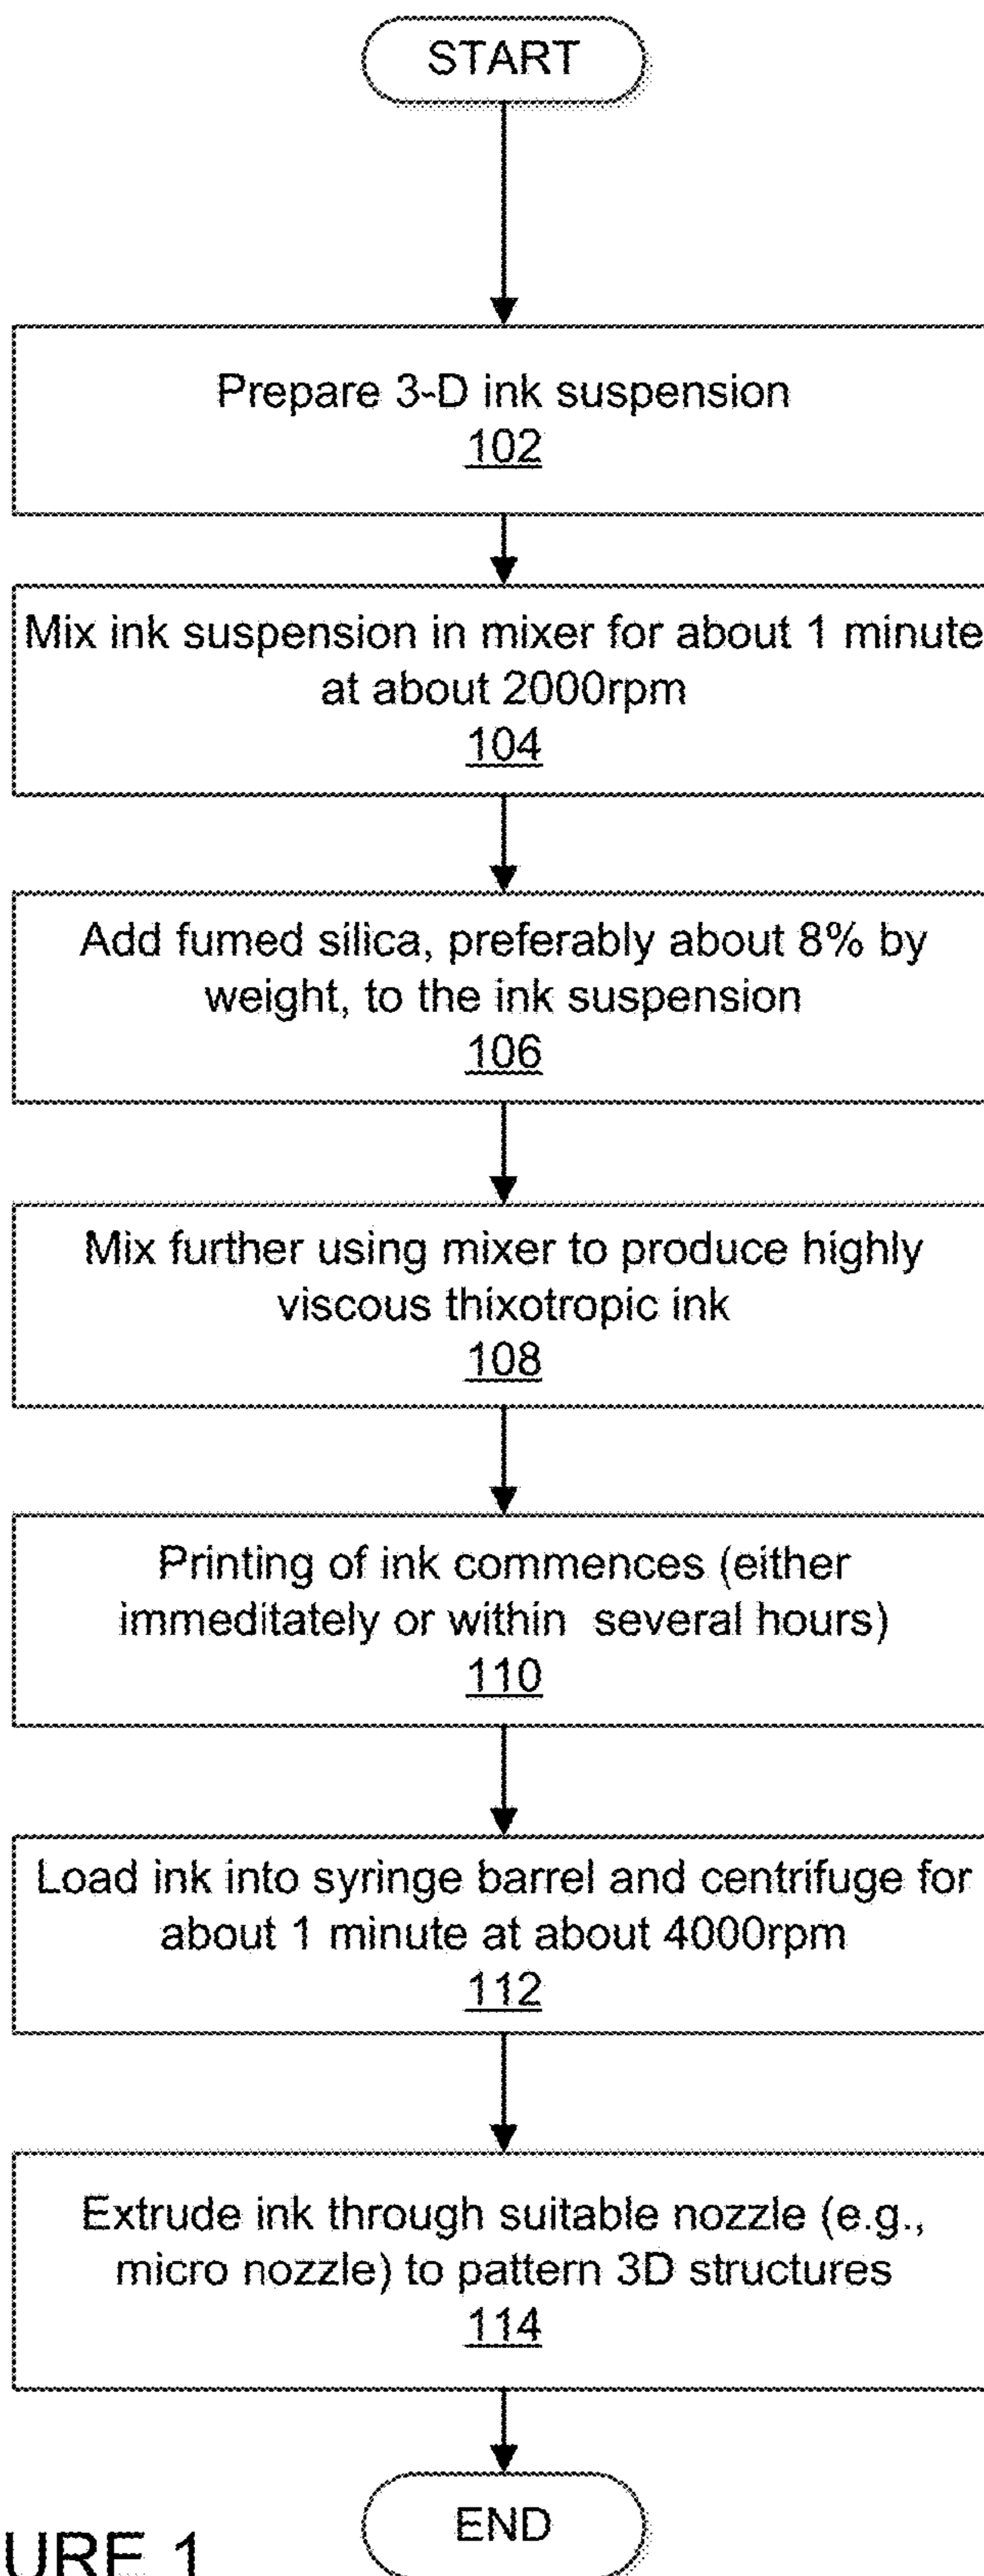 START
Prepare 3-D ink suspension
102
Mix ink suspension in mixer for about 1 minute
at about 2000rpm
104
Add fumed silica, preferably about 8% by
weight, to the ink suspension
106
Mix further using mixer to produce highly
viscous thixotropic ink
108
Printing of ink commences (either
immeditately or within several hours)
110
Load ink into syringe barrel and centrifuge for
about 1 minute at about 4000rpm
112
Extrude ink through suitable nozzle (e.g.,
micro nozzle) to pattern 3D structures
114
END
URE 1